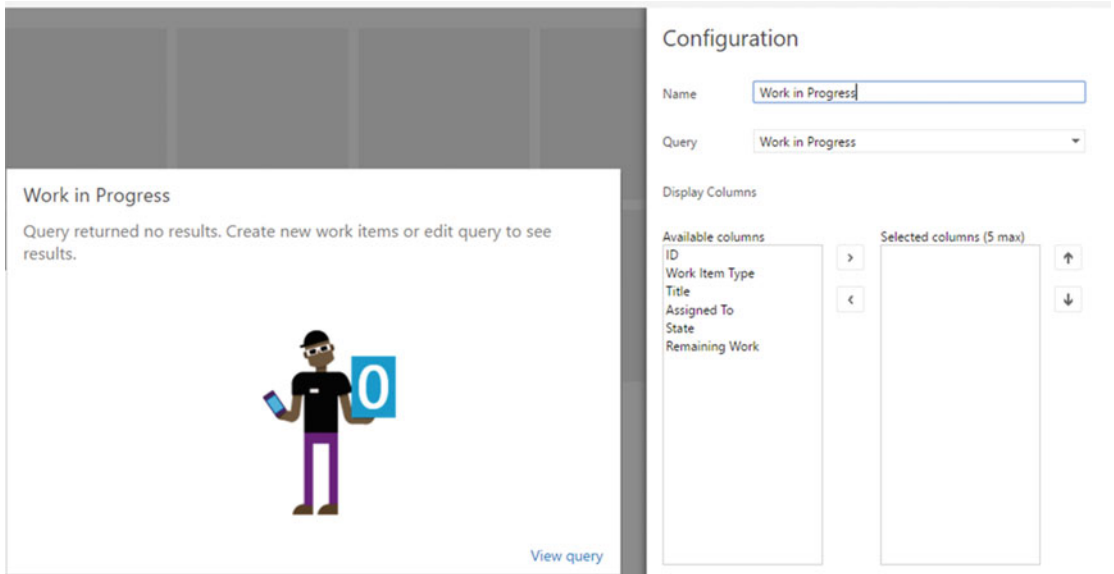 Work in Progress
Query returned no results. Create new work items or edit query to see
results.
0
View query
Configuration
Name
Work in Progress
Query
Work in Progress
Display Columns
Available columns
ID
Work Item Type
Title
Assigned To
State
Remaining Work
Selected columns (5 max)